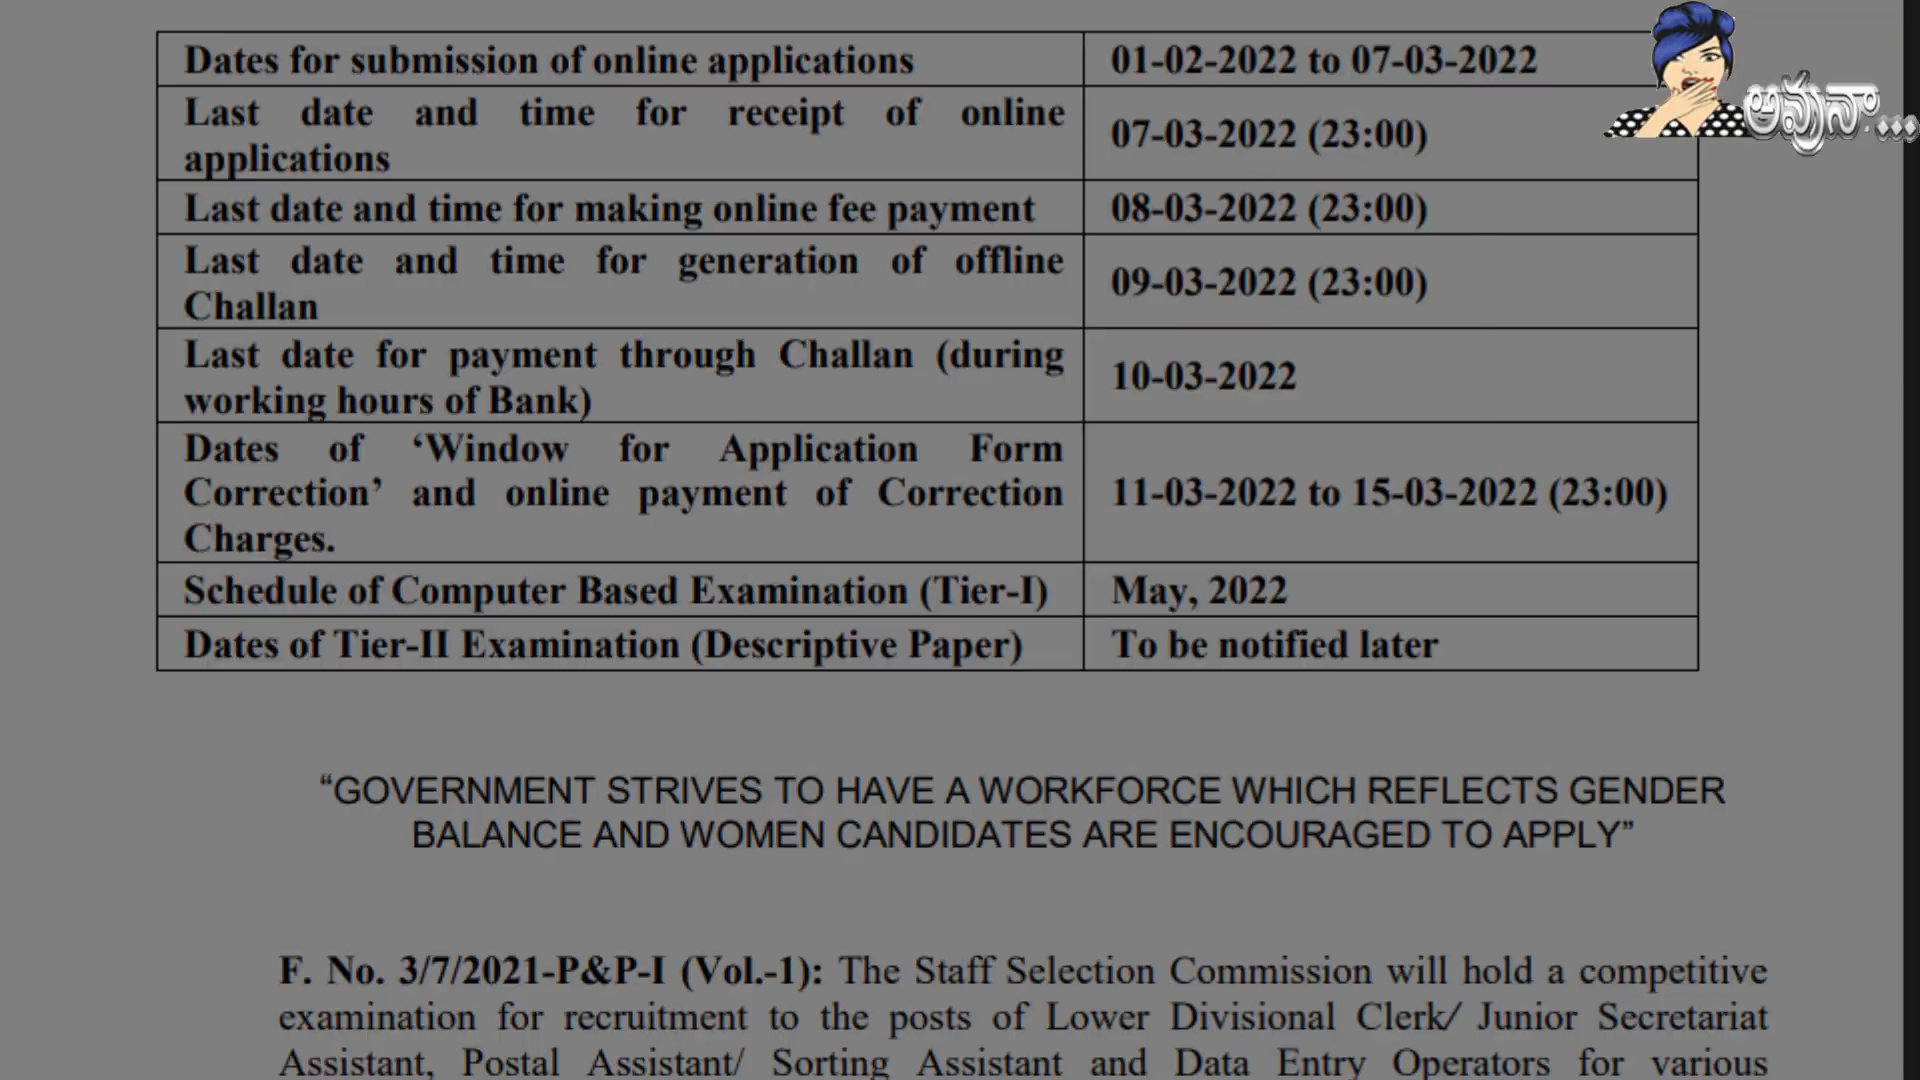 Dates for submission of online applications 01-02-2022 to 07-03-2022
Last date and time for receipt of online
applications
07-03-2022 (23:00)
Last date and time for making online fee payment 08-03-2022 (23:00)
Last date and time for generation of offline
Challan
09-03-2022 (23:00)
Last date for payment through Challan (during
working hours of Bank)
10-03-2022
Dates of ‘Window for Application Form
Correction’ and online payment of Correction
Charges.
11-03-2022 to 15-03-2022 (23:00)
Schedule of Computer Based Examination (Tier-I) May, 2022
Dates of Tier-II Examination (Descriptive Paper) To be notified later
అవునా...
“GOVERNMENT STRIVES TO HAVE A WORKFORCE WHICH REFLECTS GENDER
BALANCE AND WOMEN CANDIDATES ARE ENCOURAGED TO APPLY”
F. No. 3/7/2021-P&P-I (Vol.-1): The Staff Selection Commission will hold a competitive
examination for recruitment to the posts of Lower Divisional Clerk/ Junior Secretariat
Assistant, Postal Assistant/ Sorting Assistant and Data Entry Operators for various